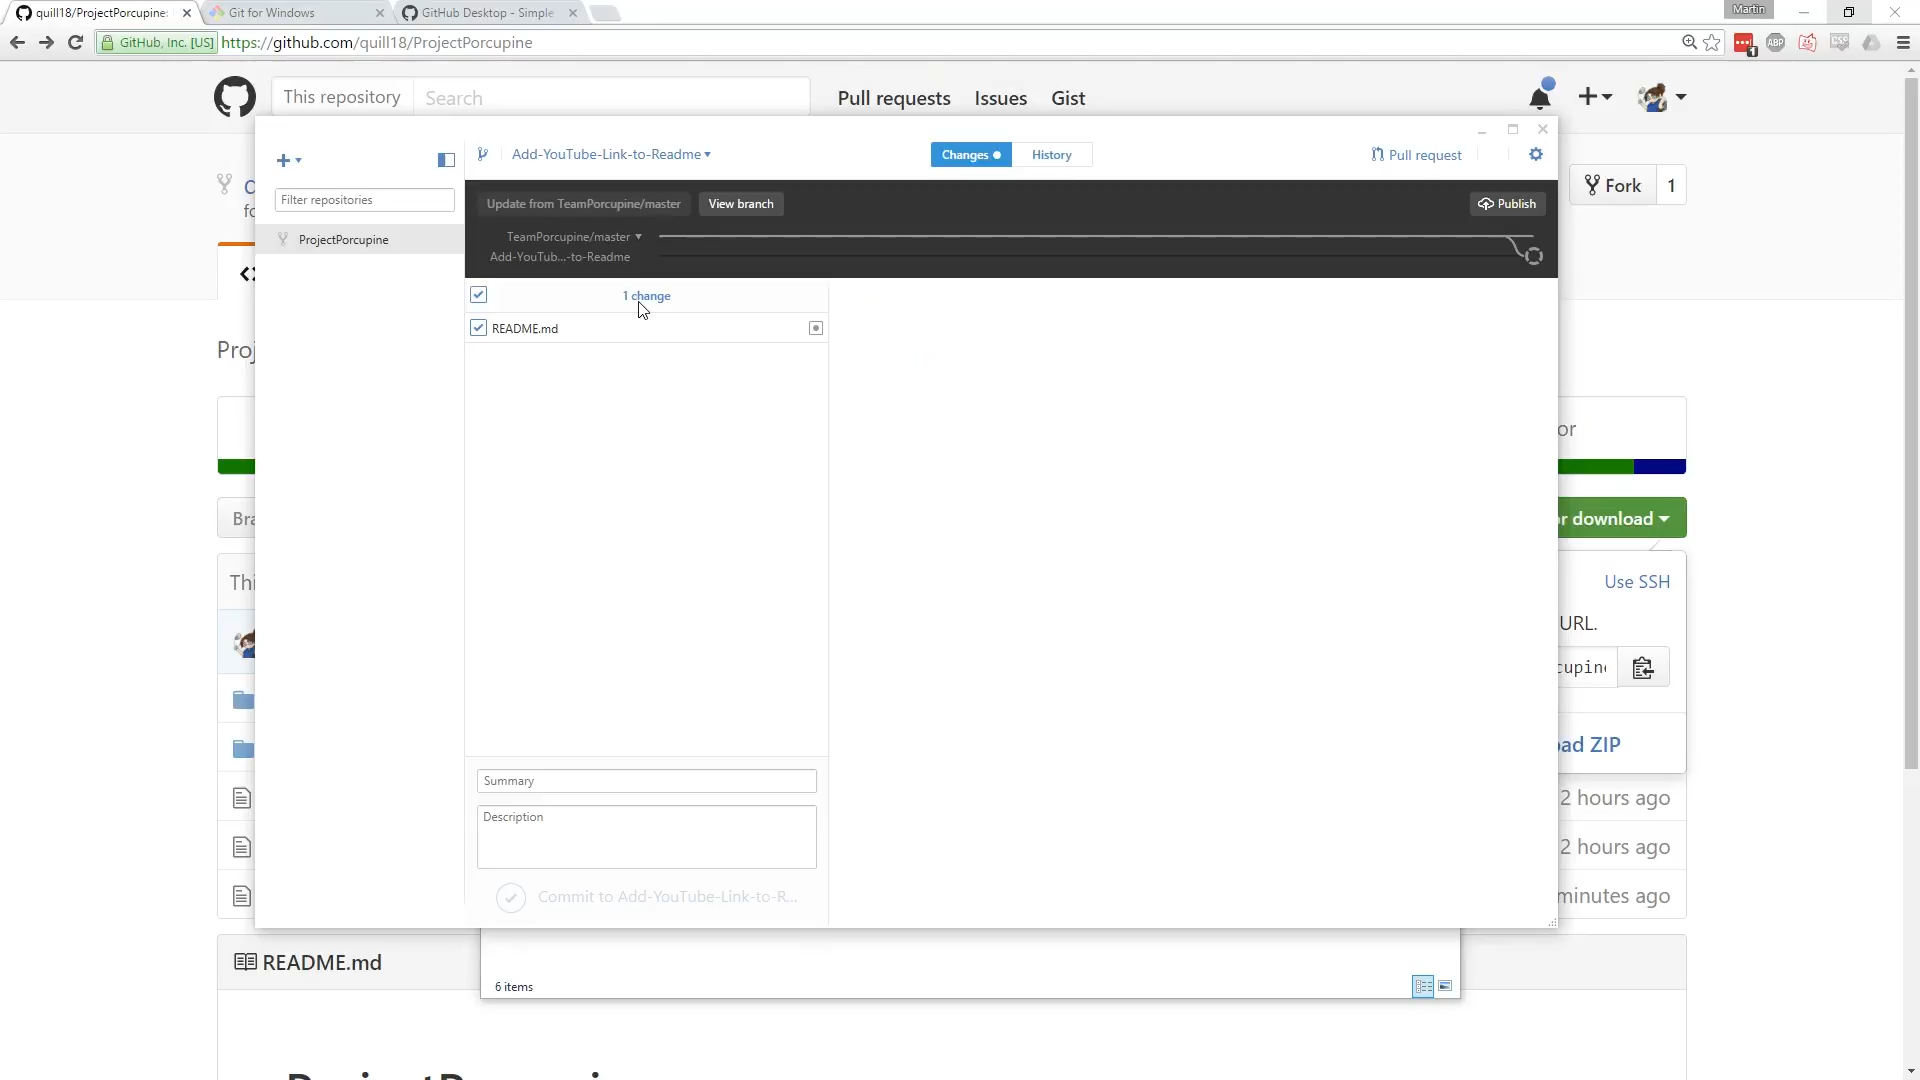 quill18/ProjectPorcupine:
Git for Windows
GitHub Desktop - Simple
Martin
GitHub, Inc. [US]
https://github.com/quill18/ProjectPorcupine
ABP
CSP
1
This repository
Search
Pull requests
Issues
Gist
Add-YouTube-Link-to-Readme
Changes
History
Pull request
Filter repositories
ProjectPorcupine
Update from TeamPorcupine/master
View branch
Publish
TeamPorcupine/master
Add-YouTub...-to-Readme
Fork
1
1 change
README.md
Proj
or
Bra
r download
Thi
Use SSH
URL.
cupin
oad ZIP
Summary
Description
Commit to Add-YouTube-Link-to-R...
2 hours ago
2 hours ago
minutes ago
README.md
6 items